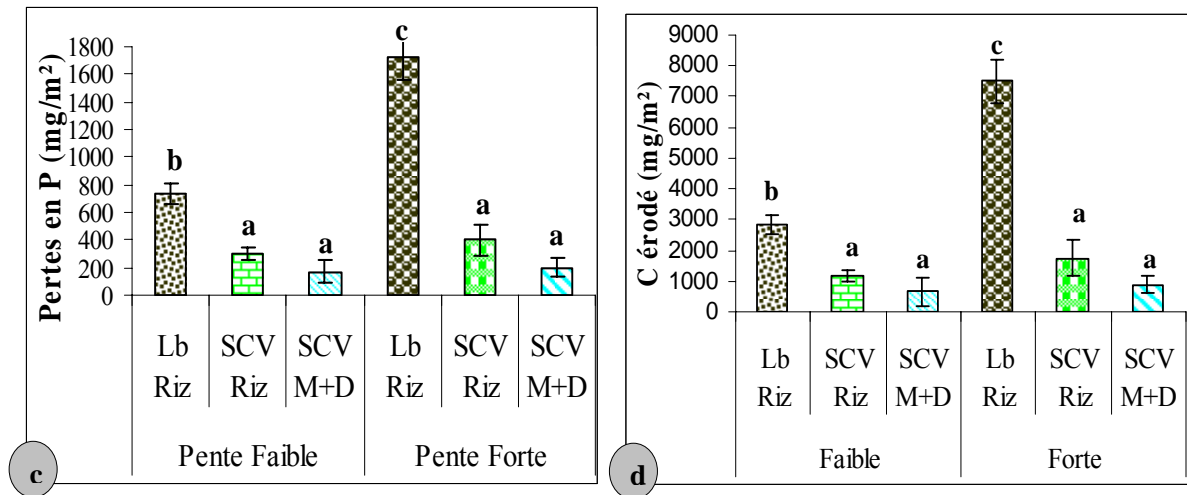 Pertes en P (mg/m²)
1800
1600
1400
1200
1000
800
600
400
200
0
b
a
a
c
a
a
Lb SCV SCV Lb SCV SCV
Riz Riz M+D Riz Riz M+D
Pente Faible Pente Forte
c
C érodé (mg/m²)
9000
8000
7000
6000
5000
4000
3000
2000
1000
0
b
a
a
c
a
a
Lb SCV SCV Lb SCV SCV
Riz Riz M+D Riz Riz M+D
Faible Forte
d